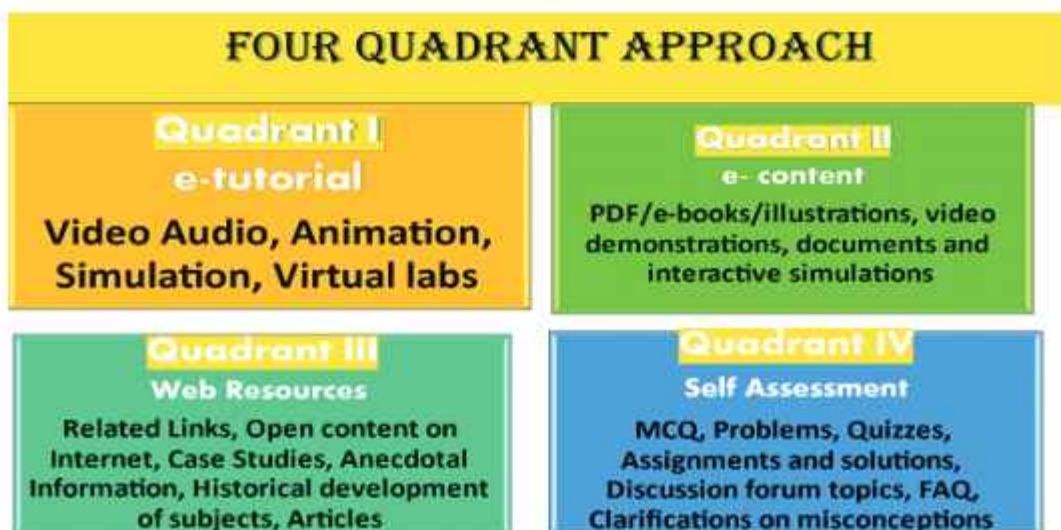 FOUR QUADRANT APPROACH
Quadrant I
e-tutorial
Video Audio, Animation,
Simulation, Virtual labs
Quadrant II
e- content
PDF/e-books/illustrations, video
demonstrations, documents and
interactive simulations
Quadrant III
Web Resources
Related Links, Open content on
Internet, Case Studies, Anecdotal
Information, Historical development
of subjects, Articles
Quadrant IV
Self Assessment
MCQ, Problems, Quizzes,
Assignments and solutions,
Discussion forum topics, FAQ,
Clarifications on misconceptions